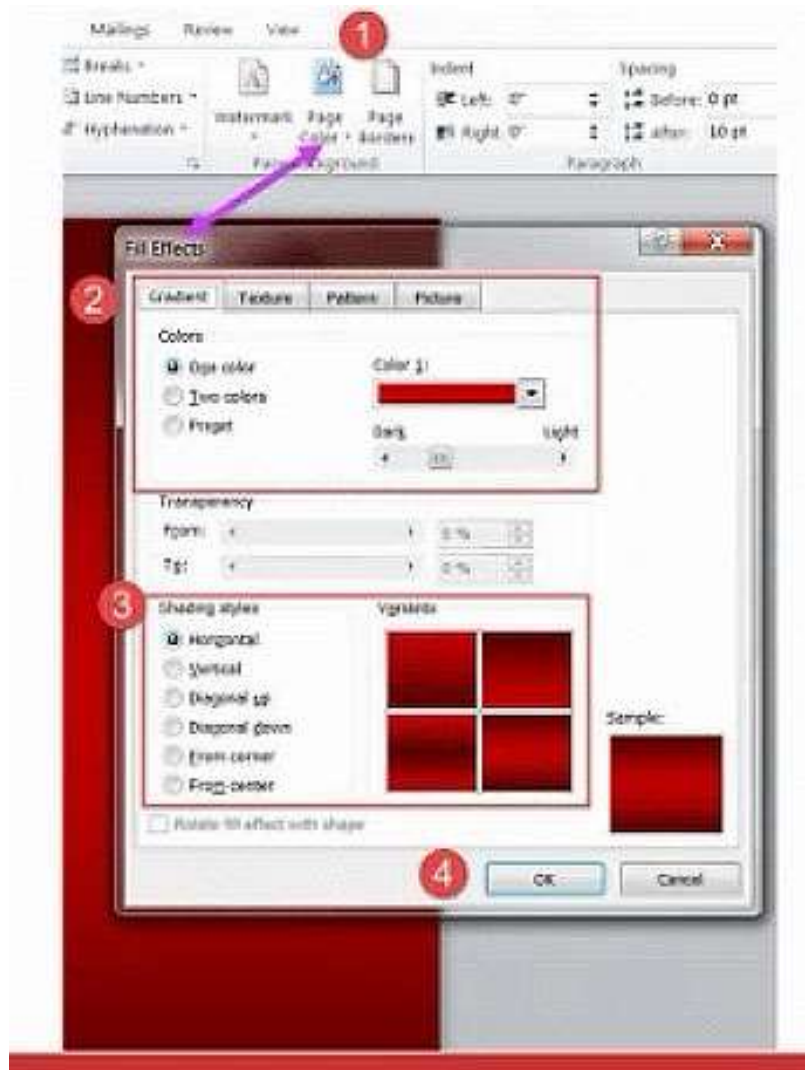 Mailings Review View
1
Breaks
Line Numbers
Hyphenation
Watermark
Page Color
Page Borders
Page Background
Indent
Left: 0"
Right: 0"
Spacing
Before: 0 pt
After: 10 pt
Paragraph
Fill Effects
2
Gradient Texture Pattern Picture
Colors
One color
Two colors
Preset
Color 1:
Dark Light
Transparency
From: 0 %
To: 0 %
3
Shading styles
Horizontal
Vertical
Diagonal up
Diagonal down
From corner
From center
Variants
Sample:
Rotate fill effect with shape
4
OK Cancel